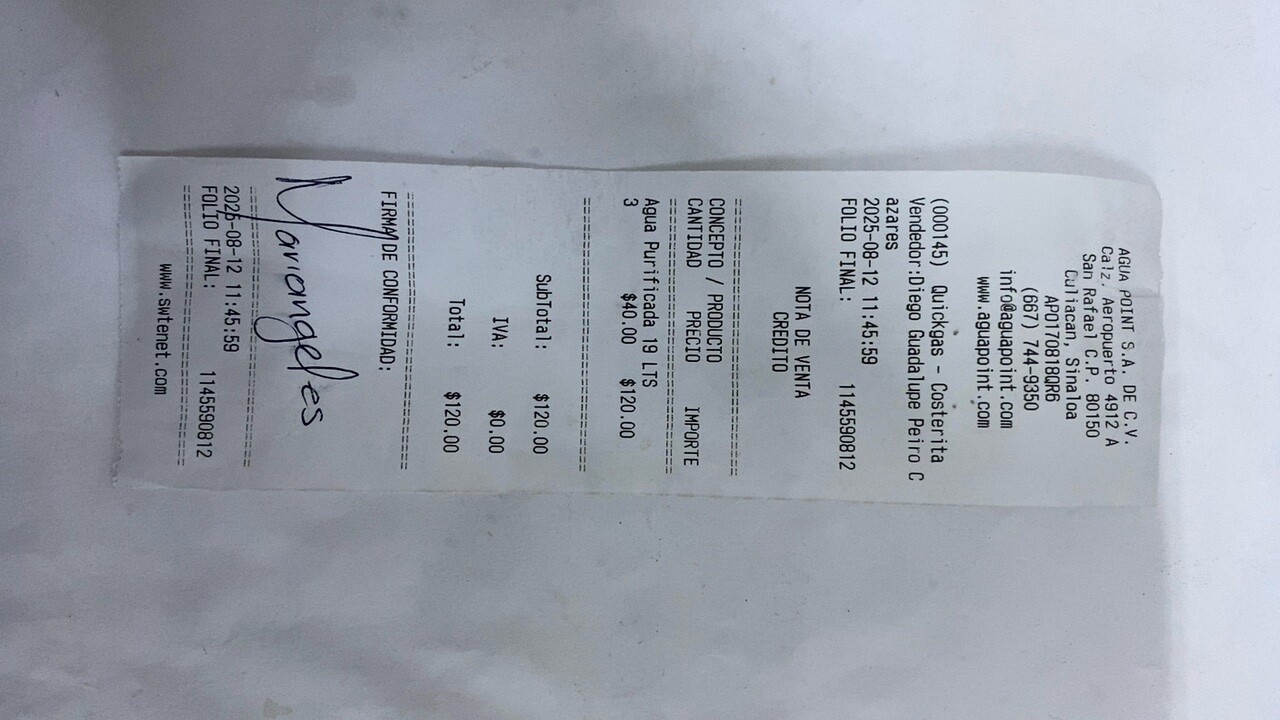 AGUA POINT S.A. DE C.V.
Calz. Aeropuerto 4912 A
San Rafael C.P. 80150
Culiacan, Sinaloa
APO170818QR6
(667) 744-9350
info@aguapoint.com
www.aguapoint.com
(000145) Quickgas - Costerita
Vendedor:Diego Guadalupe Peiro C
azares
2025-08-12 11:45:59
FOLIO FINAL: 1145590812
NOTA DE VENTA
CREDITO
CONCEPTO / PRODUCTO
CANTIDAD PRECIO IMPORTE
Agua Purificada 19 LTS
3 $40.00 $120.00
SubTotal: $120.00
IVA: $0.00
Total: $120.00
FIRMA DE CONFORMIDAD:
Mariangeles
2025-08-12 11:45:59
FOLIO FINAL: 1145590812
www.swtenet.com